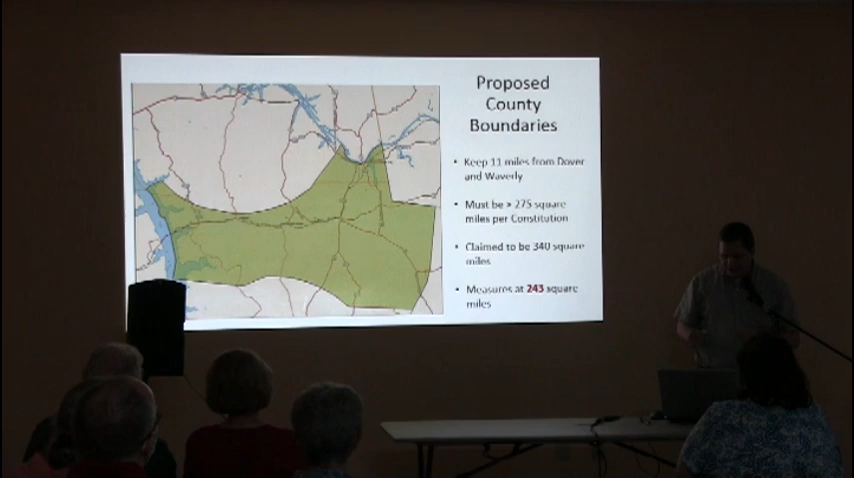 Proposed
County
Boundaries
• Keep 11 miles from Dover
and Waverly
• Must be > 275 square
miles per Constitution
• Claimed to be 340 square
miles
• Measures at 243 square
miles